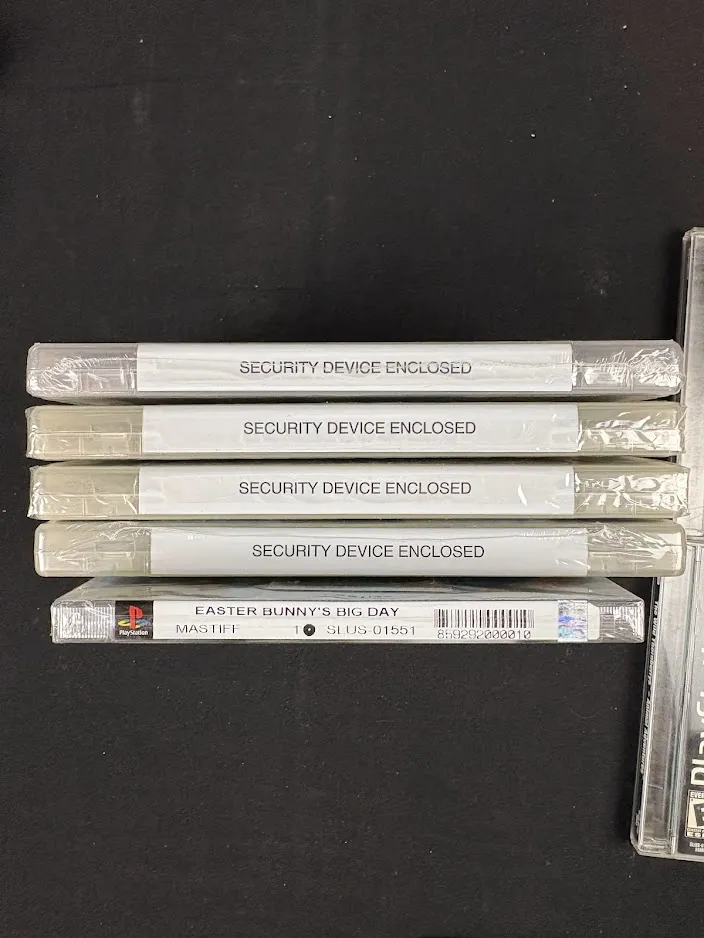 SECURITY DEVICE ENCLOSED
SECURITY DEVICE ENCLOSED
SECURITY DEVICE ENCLOSED
SECURITY DEVICE ENCLOSED
EASTER BUNNY'S BIG DAY
PlayStation
MASTIFF 1 SLUS-01551
859292000010